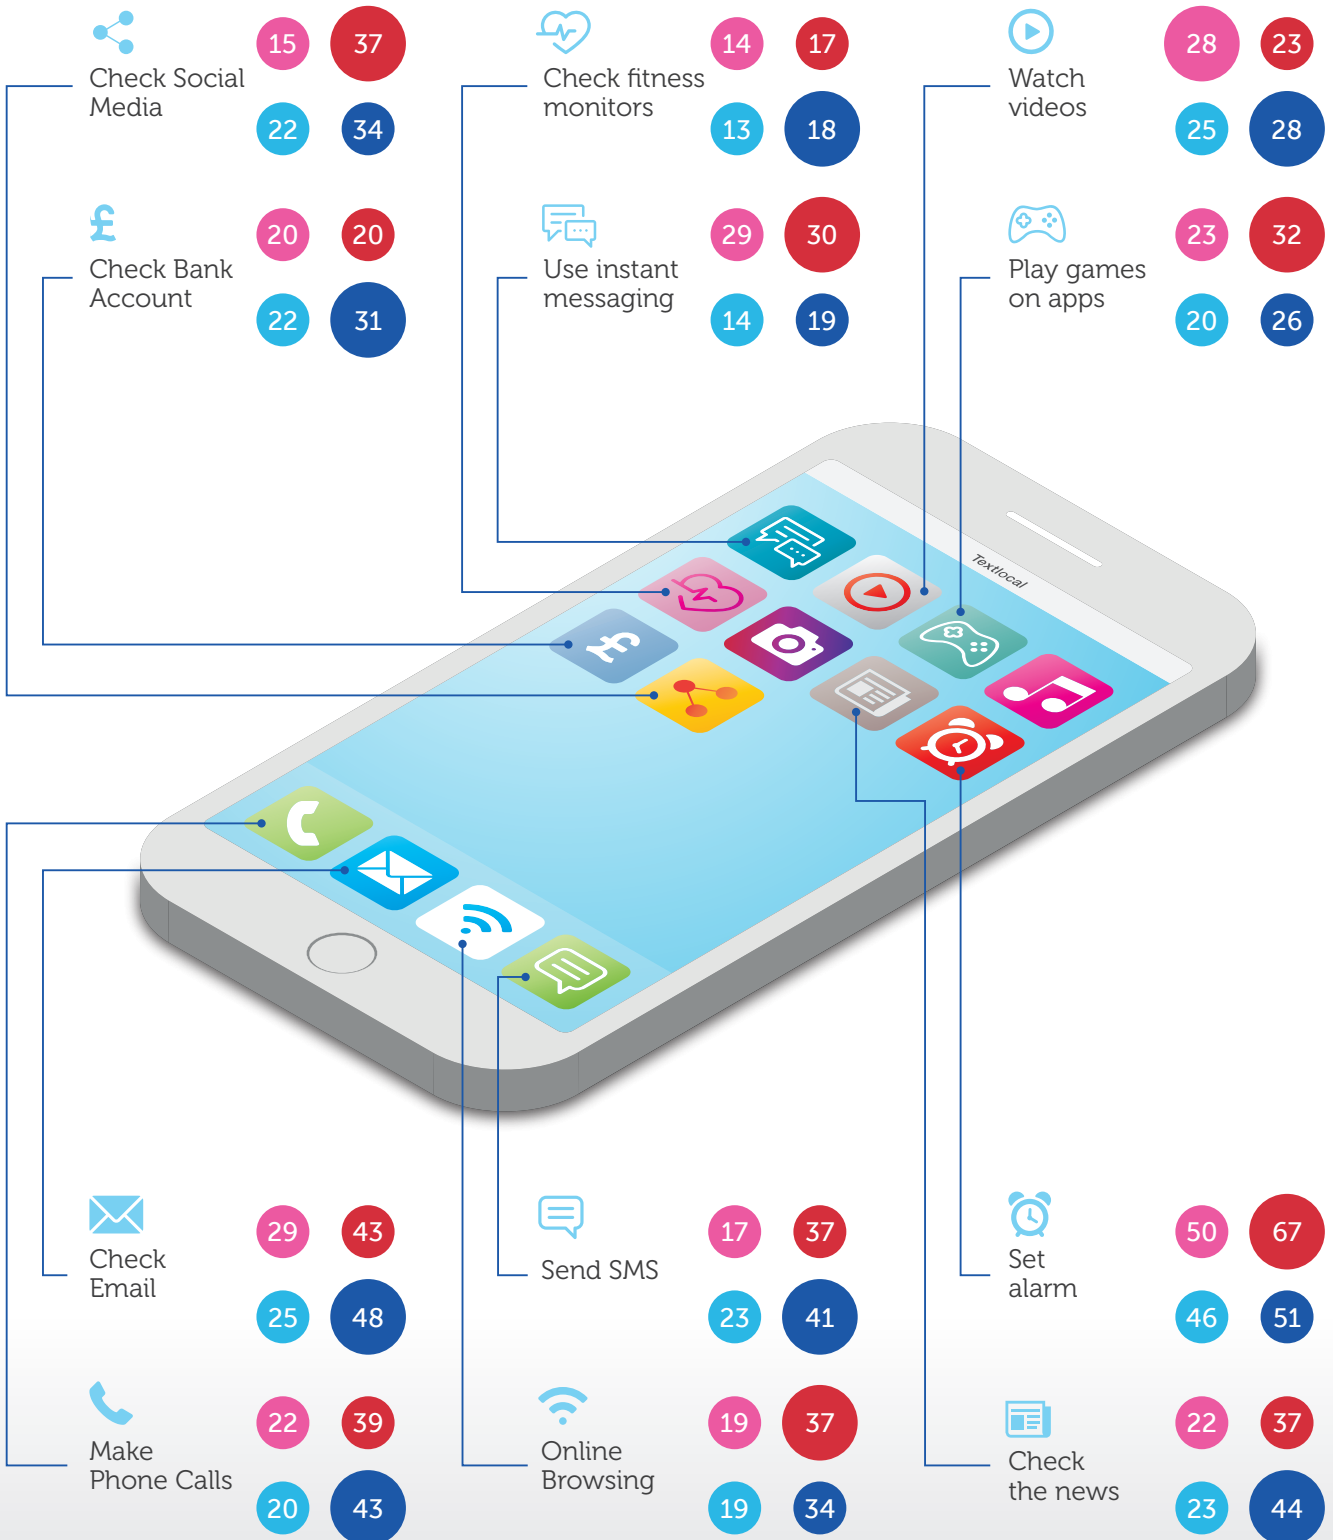 15 37
Check Social
Media
22 34
14 17
Check fitness
monitors
13 18
28 23
Watch
videos
25 28
£
20 20
Check Bank
Account
22 31
29 30
Use instant
messaging
14 19
23 32
Play games
on apps
20 26
Textlocal
£
29 43
Check
Email
25 48
17 37
Send SMS
23 41
50 67
Set
alarm
46 51
22 39
Make
Phone Calls
20 43
19 37
Online
Browsing
19 34
22 37
Check
the news
23 44